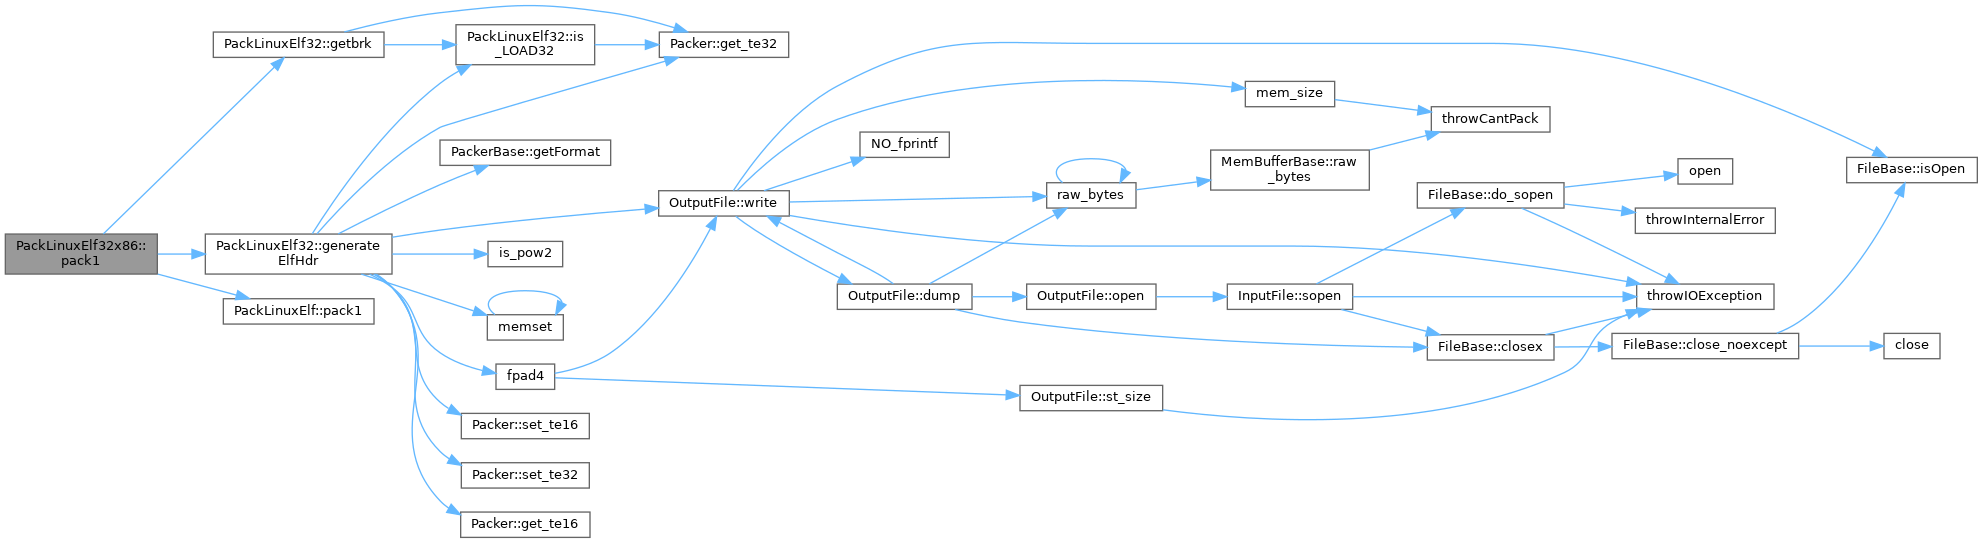 PackLinuxElf32x86::
pack1
PackLinuxElf32::getbrk
PackLinuxElf32::is
_LOAD32
Packer::get_te32
PackLinuxElf32::generate
ElfHdr
PackerBase::getFormat
OutputFile::write
NO_fprintf
mem_size
throwCantPack
raw_bytes
MemBufferBase::raw
_bytes
FileBase::isOpen
OutputFile::dump
OutputFile::open
InputFile::sopen
FileBase::do_sopen
open
throwInternalError
throwIOException
FileBase::closex
FileBase::close_noexcept
close
is_pow2
memset
fpad4
OutputFile::st_size
Packer::set_te16
Packer::set_te32
Packer::get_te16
PackLinuxElf::pack1